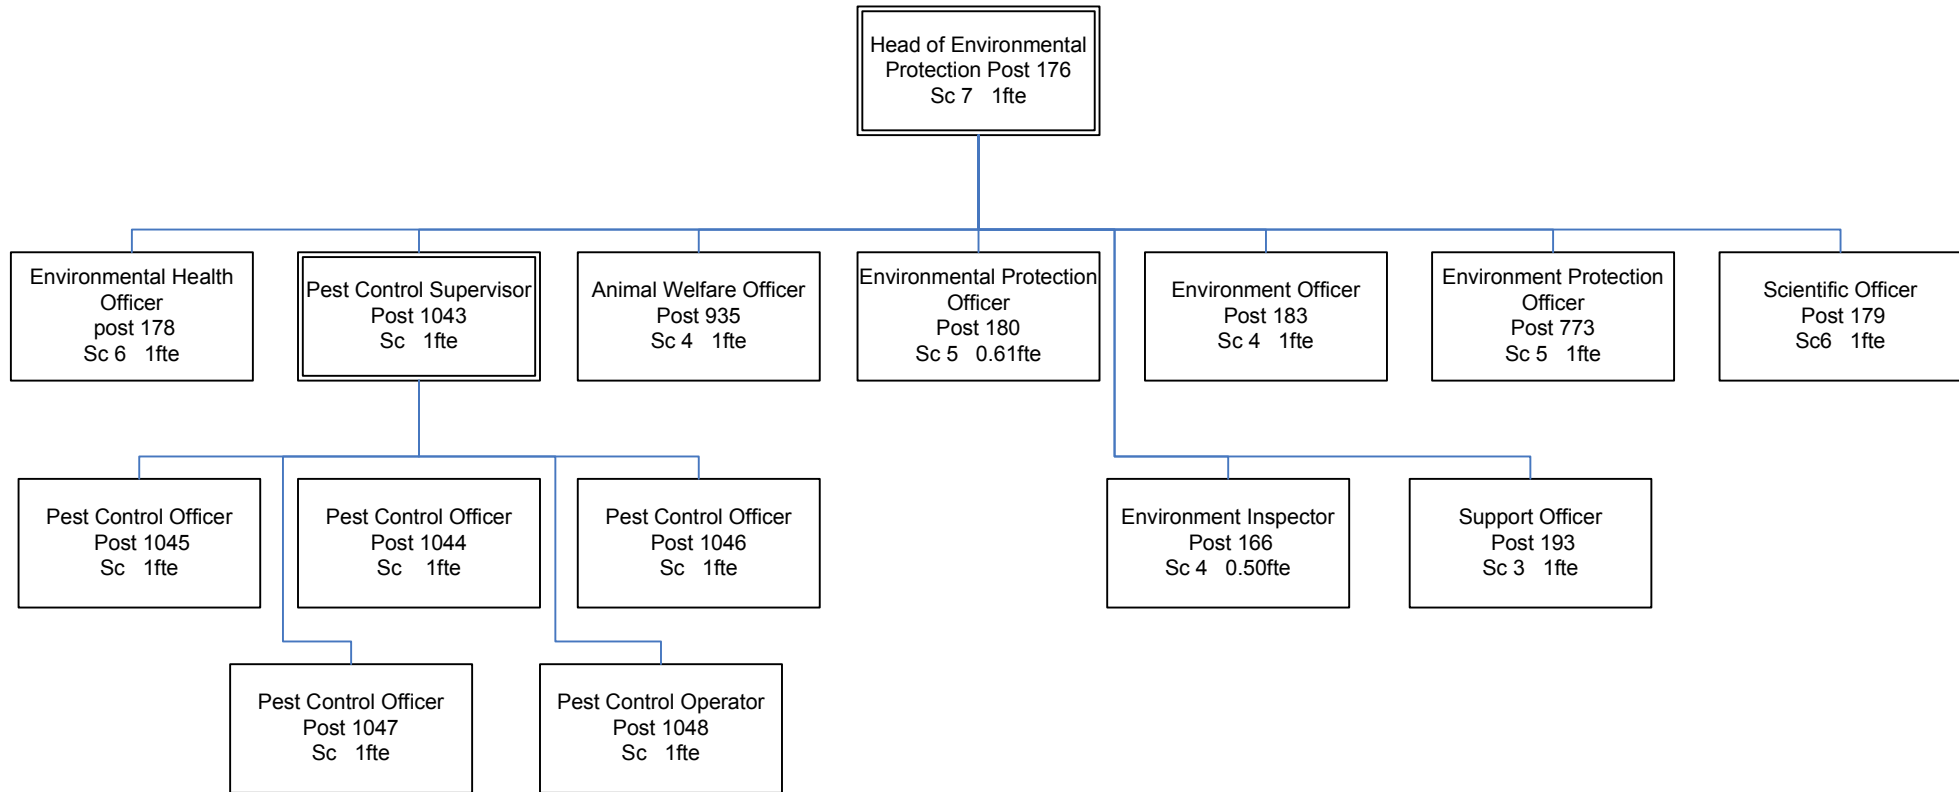 Head of Environmental
Protection Post 176
Sc 7 1fte
Environmental Health
Officer
post 178
Sc 6 1fte
Pest Control Supervisor
Post 1043
Sc 1fte
Animal Welfare Officer
Post 935
Sc 4 1fte
Environmental Protection
Officer
Post 180
Sc 5 0.61fte
Environment Officer
Post 183
Sc 4 1fte
Environment Protection
Officer
Post 773
Sc 5 1fte
Scientific Officer
Post 179
Sc6 1fte
Pest Control Officer
Post 1045
Sc 1fte
Pest Control Officer
Post 1044
Sc 1fte
Pest Control Officer
Post 1046
Sc 1fte
Environment Inspector
Post 166
Sc 4 0.50fte
Support Officer
Post 193
Sc 3 1fte
Pest Control Officer
Post 1047
Sc 1fte
Pest Control Operator
Post 1048
Sc 1fte